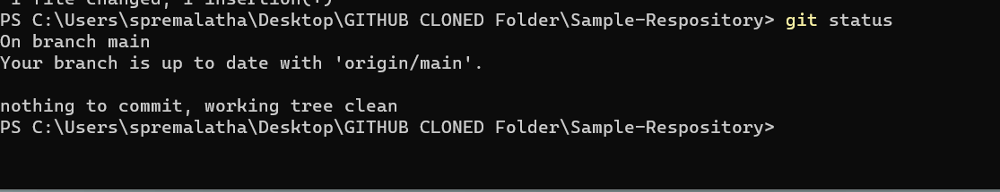 1 file changed, 1 insertion(+)
PS C:\Users\spremalatha\Desktop\GITHUB CLONED Folder\Sample-Respository> git status
On branch main
Your branch is up to date with 'origin/main'.
nothing to commit, working tree clean
PS C:\Users\spremalatha\Desktop\GITHUB CLONED Folder\Sample-Respository>